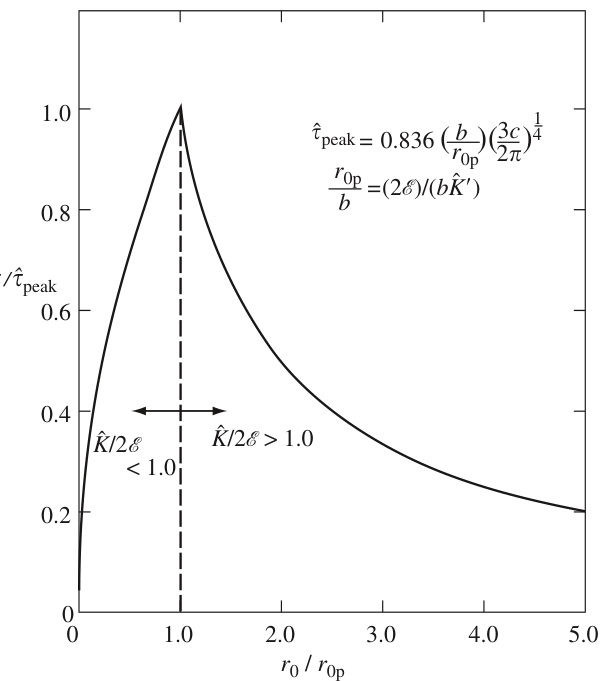 1.0
τ̂peak = 0.836 (b/r0p)(3c/2π)^1/4
r0p/b =(2ℰ)/(bK̂′)
0.8
/τ̂peak
0.6
0.4
K̂/2ℰ < 1.0
K̂/2ℰ > 1.0
0.2
0
0 1.0 2.0 3.0 4.0 5.0
r0 / r0p